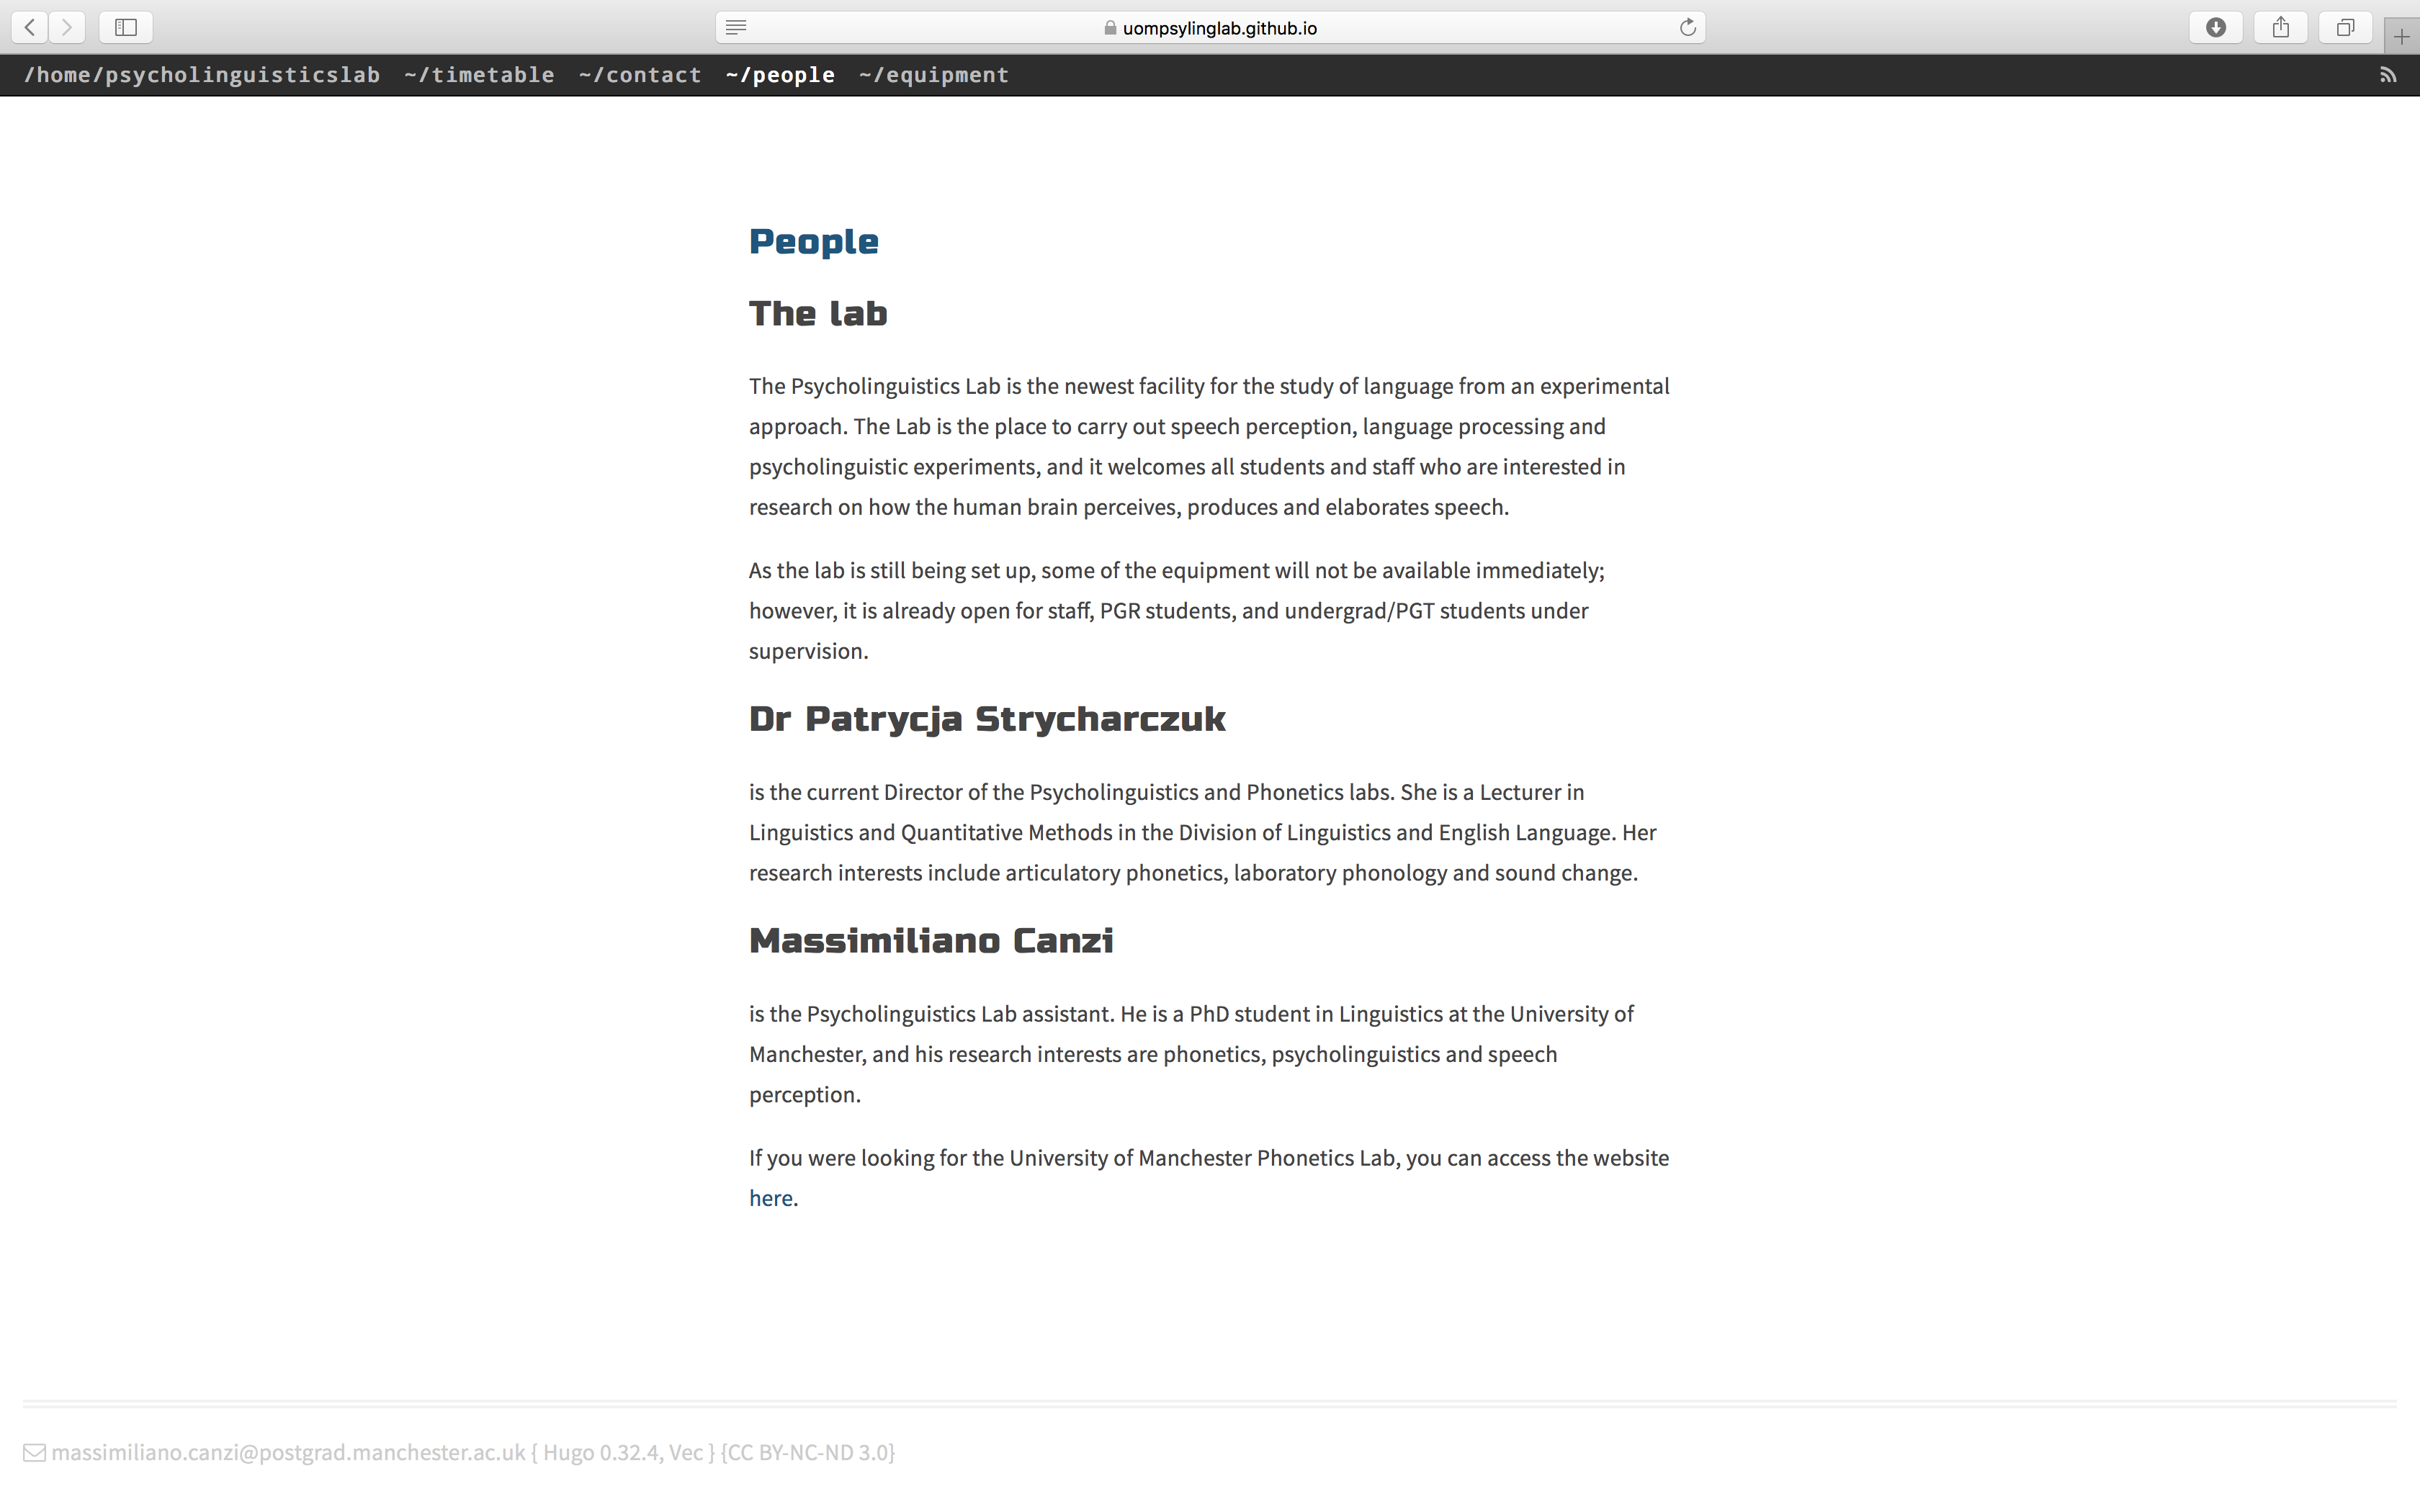 uompsylinglab.github.io
/home/psycholinguisticslab ~/timetable ~/contact ~/people ~/equipment
People
The lab
The Psycholinguistics Lab is the newest facility for the study of language from an experimental
approach. The Lab is the place to carry out speech perception, language processing and
psycholinguistic experiments, and it welcomes all students and staff who are interested in
research on how the human brain perceives, produces and elaborates speech.
As the lab is still being set up, some of the equipment will not be available immediately;
however, it is already open for staff, PGR students, and undergrad/PGT students under
supervision.
Dr Patrycja Strycharczuk
is the current Director of the Psycholinguistics and Phonetics labs. She is a Lecturer in
Linguistics and Quantitative Methods in the Division of Linguistics and English Language. Her
research interests include articulatory phonetics, laboratory phonology and sound change.
Massimiliano Canzi
is the Psycholinguistics Lab assistant. He is a PhD student in Linguistics at the University of
Manchester, and his research interests are phonetics, psycholinguistics and speech
perception.
If you were looking for the University of Manchester Phonetics Lab, you can access the website
here.
massimiliano.canzi@postgrad.manchester.ac.uk { Hugo 0.32.4, Vec } {CC BY-NC-ND 3.0}